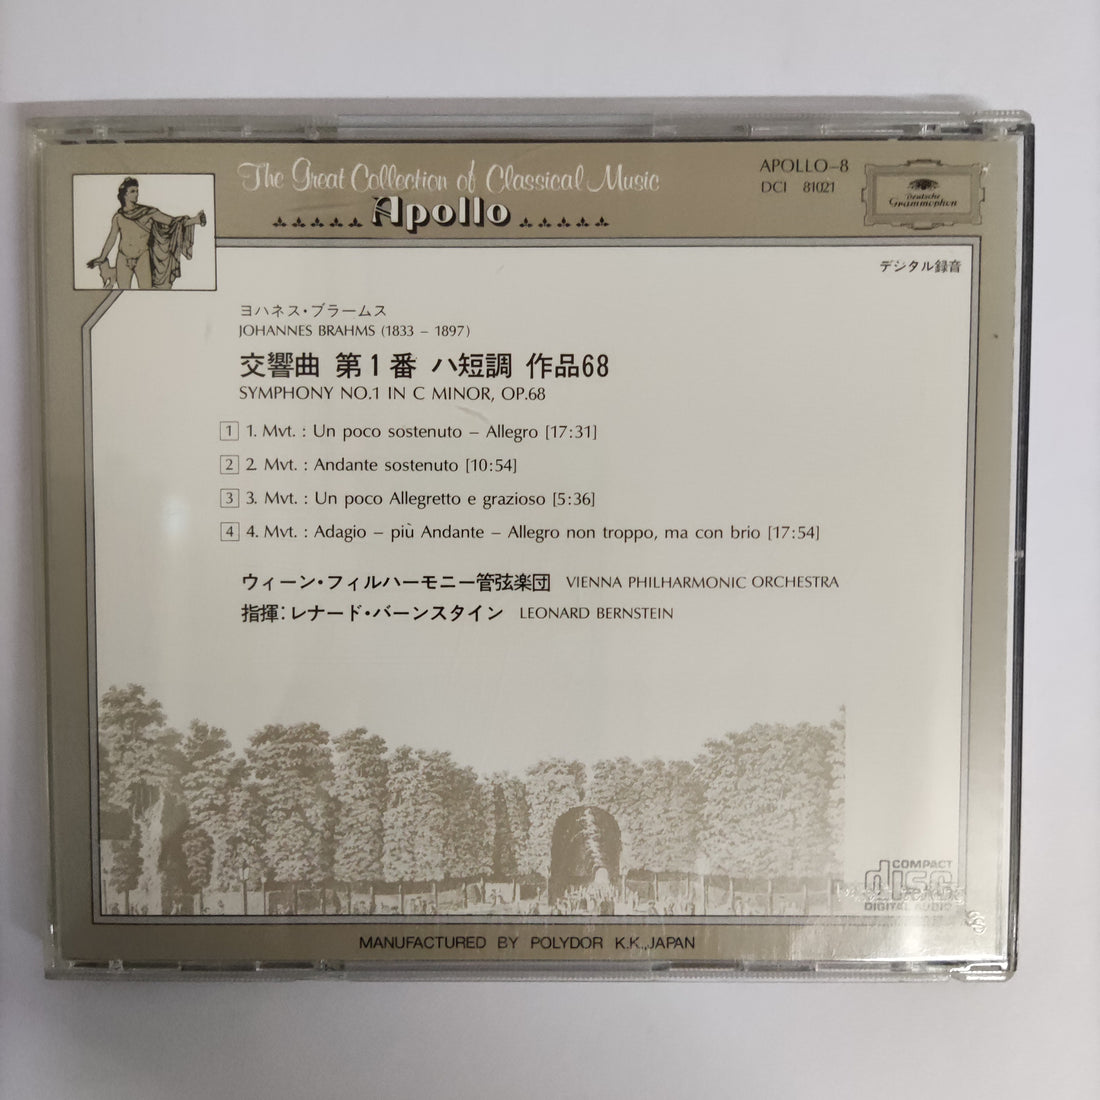 The Great Collection of Classical Music
Apollo
APOLLO-8
DCI 81021
Deutsche
Grammophon
デジタル録音
ヨハネス・ブラームス
JOHANNES BRAHMS (1833 – 1897)
交響曲 第1番 ハ短調 作品68
SYMPHONY NO.1 IN C MINOR, OP.68
1 1. Mvt. : Un poco sostenuto – Allegro [17:31]
2 2. Mvt. : Andante sostenuto [10:54]
3 3. Mvt. : Un poco Allegretto e grazioso [5:36]
4 4. Mvt. : Adagio – più Andante – Allegro non troppo, ma con brio [17:54]
ウィーン・フィルハーモニー管弦楽団 VIENNA PHILHARMONIC ORCHESTRA
指揮:レナード・バーンスタイン LEONARD BERNSTEIN
COMPACT
disc
DIGITAL AUDIO
MANUFACTURED BY POLYDOR K.K., JAPAN